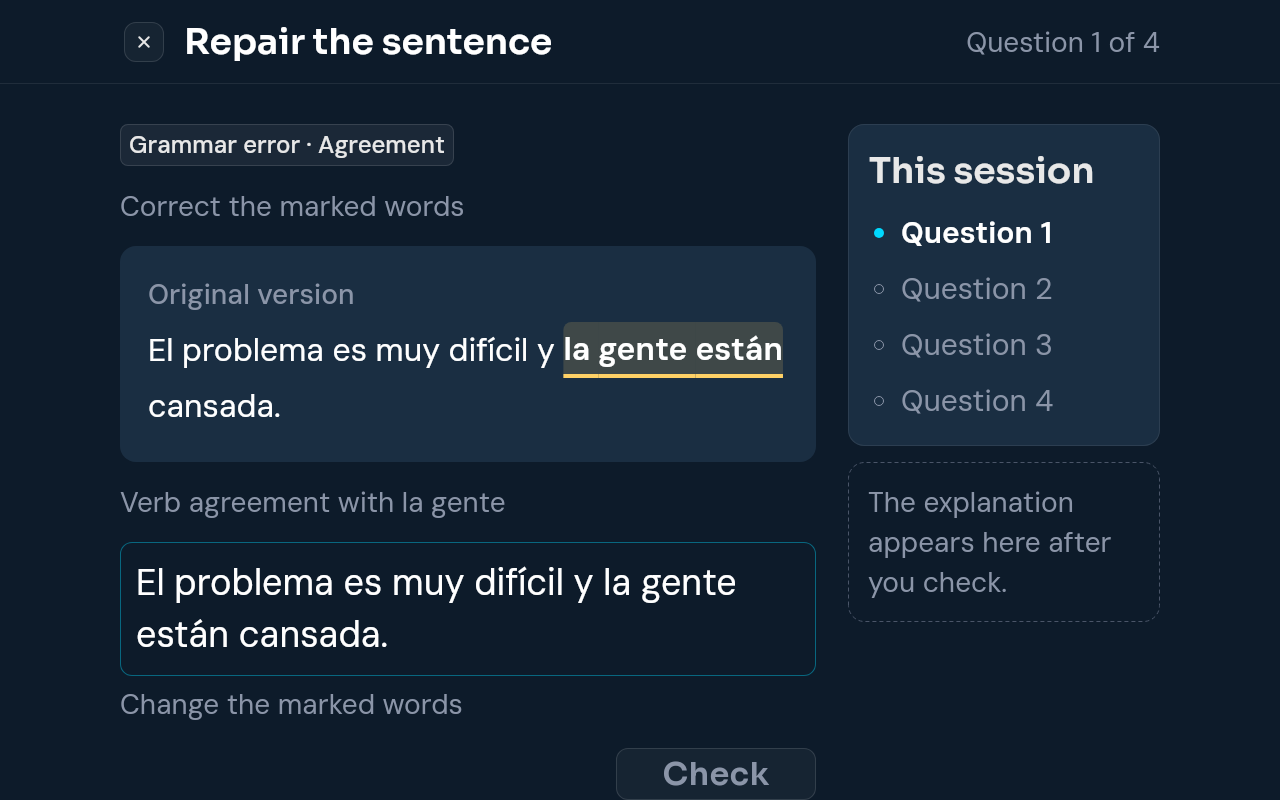 ×
Repair the sentence
Question 1 of 4
Grammar error · Agreement
Correct the marked words
Original version
El problema es muy difícil y la gente están
cansada.
Verb agreement with la gente
El problema es muy difícil y la gente
están cansada.
Change the marked words
Check
This session
Question 1
Question 2
Question 3
Question 4
The explanation
appears here after
you check.